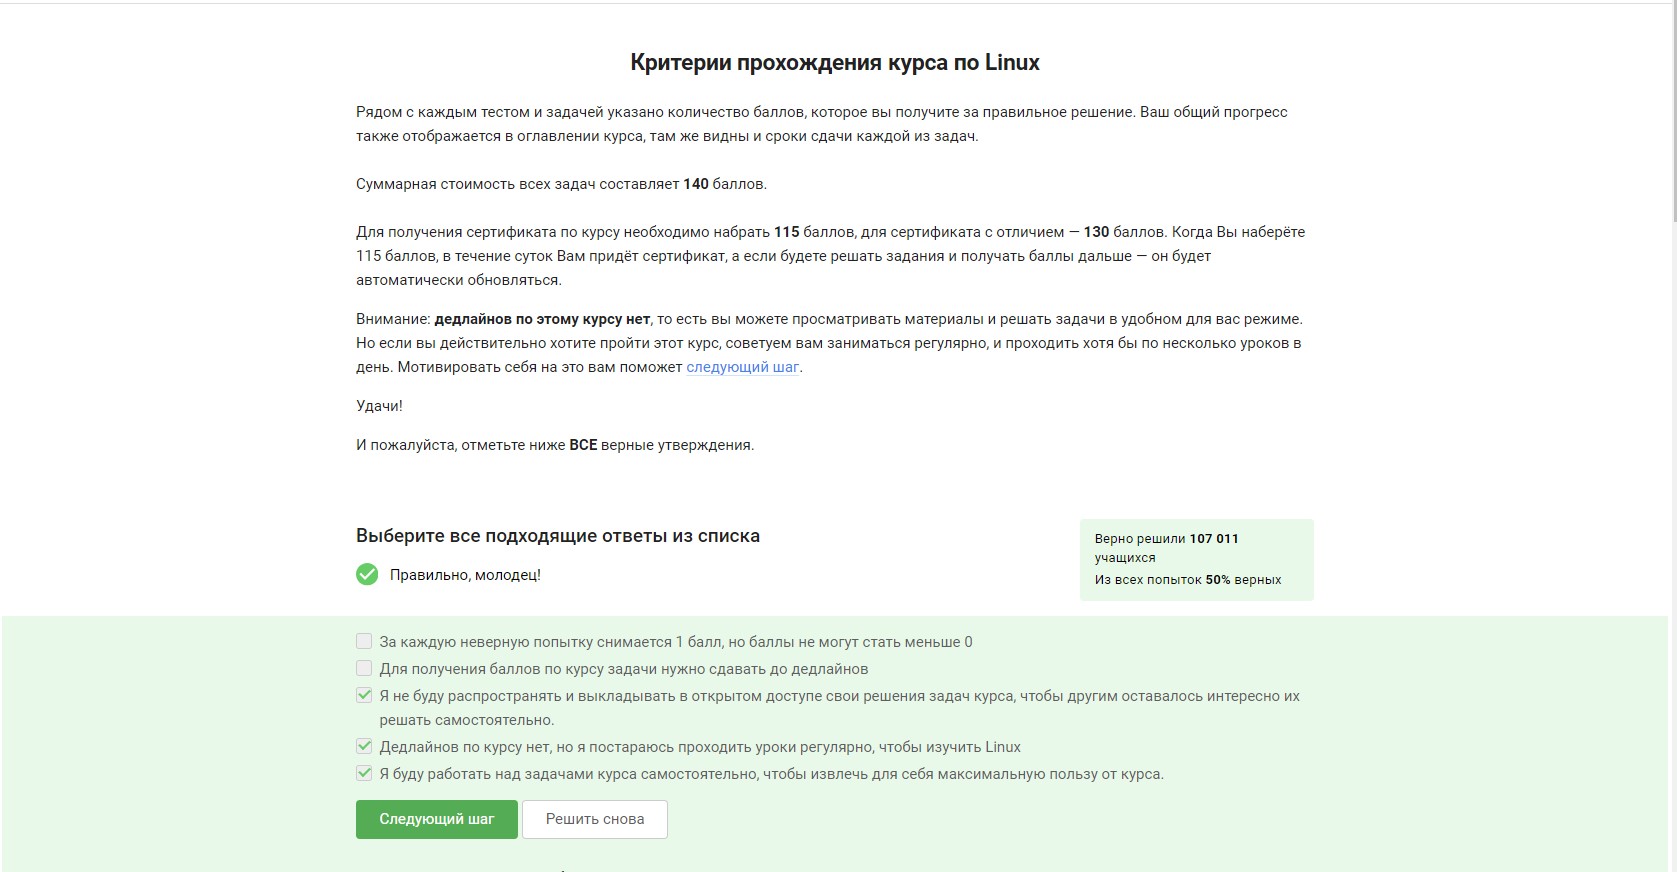 Критерии прохождения курса по Linux
Рядом с каждым тестом и задачей указано количество баллов, которое вы получите за правильное решение. Ваш общий прогресс
также отображается в оглавлении курса, там же видны и сроки сдачи каждой из задач.
Суммарная стоимость всех задач составляет 140 баллов.
Для получения сертификата по курсу необходимо набрать 115 баллов, для сертификата с отличием — 130 баллов. Когда Вы наберёте
115 баллов, в течение суток Вам придёт сертификат, а если будете решать задания и получать баллы дальше — он будет
автоматически обновляться.
Внимание: дедлайнов по этому курсу нет, то есть вы можете просматривать материалы и решать задачи в удобном для вас режиме.
Но если вы действительно хотите пройти этот курс, советуем вам заниматься регулярно, и проходить хотя бы по несколько уроков в
день. Мотивировать себя на это вам поможет следующий шаг.
Удачи!
И пожалуйста, отметьте ниже ВСЕ верные утверждения.
Выберите все подходящие ответы из списка
Правильно, молодец!
Верно решили 107 011
учащихся
Из всех попыток 50% верных
За каждую неверную попытку снимается 1 балл, но баллы не могут стать меньше 0
Для получения баллов по курсу задачи нужно сдавать до дедлайнов
Я не буду распространять и выкладывать в открытом доступе свои решения задач курса, чтобы другим оставалось интересно их
решать самостоятельно.
Дедлайнов по курсу нет, но я постараюсь проходить уроки регулярно, чтобы изучить Linux
Я буду работать над задачами курса самостоятельно, чтобы извлечь для себя максимальную пользу от курса.
Следующий шаг
Решить снова